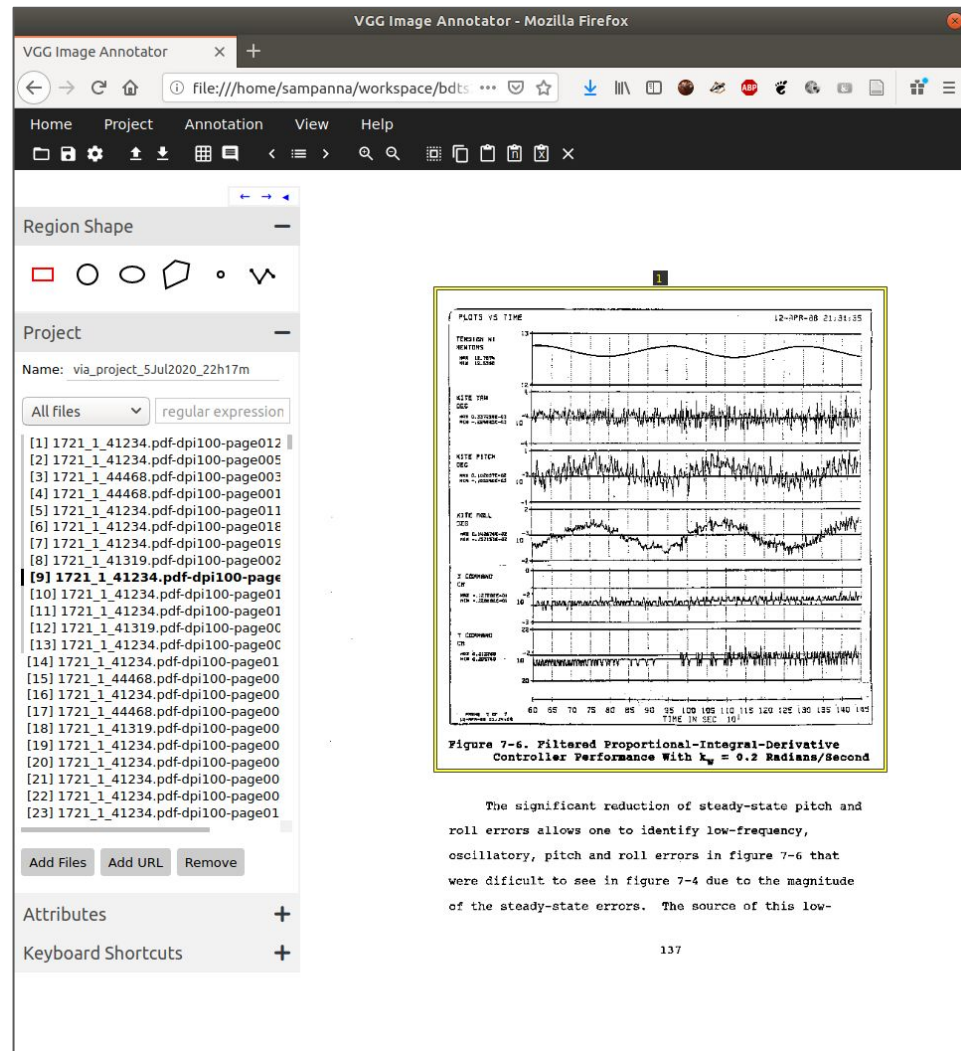 VGG Image Annotator - Mozilla Firefox
VGG Image Annotator
file:///home/sampanna/workspace/bdts
Home Project Annotation View Help
Region Shape
Project
Name: via_project_5Jul2020_22h17m
All files regular expression
[1] 1721_1_41234.pdf-dpi100-page012
[2] 1721_1_41234.pdf-dpi100-page005
[3] 1721_1_44468.pdf-dpi100-page003
[4] 1721_1_44468.pdf-dpi100-page001
[5] 1721_1_41234.pdf-dpi100-page011
[6] 1721_1_41234.pdf-dpi100-page018
[7] 1721_1_41234.pdf-dpi100-page019
[8] 1721_1_41319.pdf-dpi100-page002
[9] 1721_1_41234.pdf-dpi100-page
[10] 1721_1_41234.pdf-dpi100-page01
[11] 1721_1_41234.pdf-dpi100-page01
[12] 1721_1_41319.pdf-dpi100-page00
[13] 1721_1_41234.pdf-dpi100-page00
[14] 1721_1_41234.pdf-dpi100-page01
[15] 1721_1_44468.pdf-dpi100-page00
[16] 1721_1_41234.pdf-dpi100-page00
[17] 1721_1_44468.pdf-dpi100-page00
[18] 1721_1_41319.pdf-dpi100-page00
[19] 1721_1_41234.pdf-dpi100-page00
[20] 1721_1_41234.pdf-dpi100-page00
[21] 1721_1_41234.pdf-dpi100-page00
[22] 1721_1_41234.pdf-dpi100-page00
[23] 1721_1_41234.pdf-dpi100-page01
Add Files Add URL Remove
Attributes
Keyboard Shortcuts
1
PLOTS VS TIME 12-APR-88 21:31:35
TENSION
NEWTONS
KITE YAW
DEG
KITE PITCH
DEG
KITE ROLL
DEG
X COMMAND
CM
Y COMMAND
CM
60 65 70 75 80 85 90 95 100 105 110 115 120 125 130 135 140 145
TIME IN SEC 10¹
Figure 7-6. Filtered Proportional-Integral-Derivative
Controller Performance With kw = 0.2 Radians/Second
The significant reduction of steady-state pitch and
roll errors allows one to identify low-frequency,
oscillatory, pitch and roll errors in figure 7-6 that
were dificult to see in figure 7-4 due to the magnitude
of the steady-state errors. The source of this low-
137